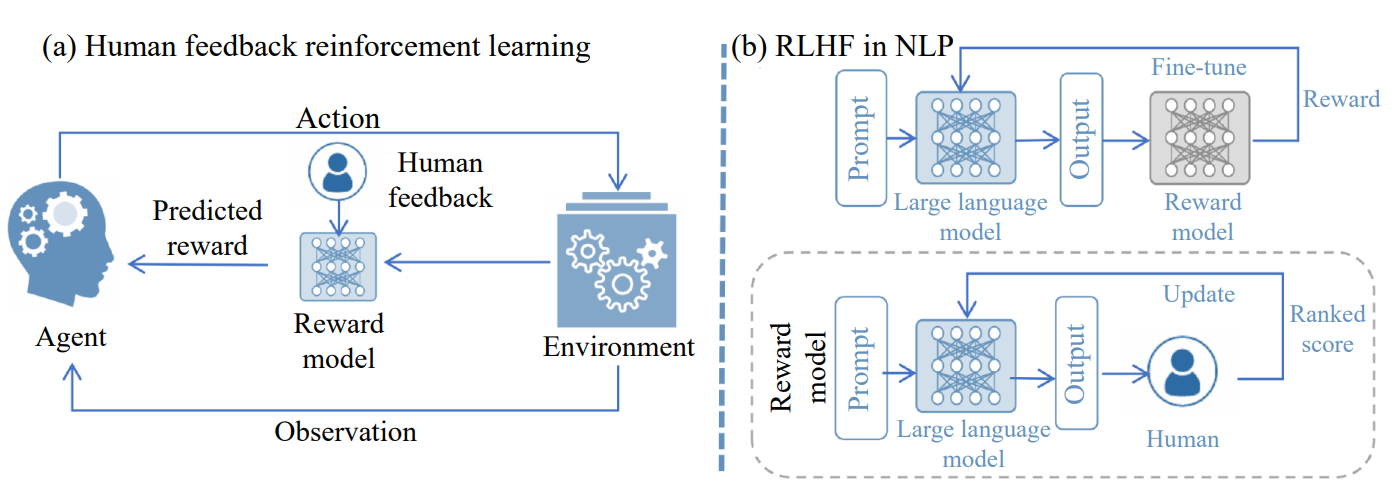 (a) Human feedback reinforcement learning
Action
Human
feedback
Predicted
reward
Reward
model
Agent
Environment
Observation
(b) RLHF in NLP
Fine-tune
Reward
Prompt
Output
Large language
model
Reward
model
Reward
model
Prompt
Output
Update
Ranked
score
Large language
model
Human